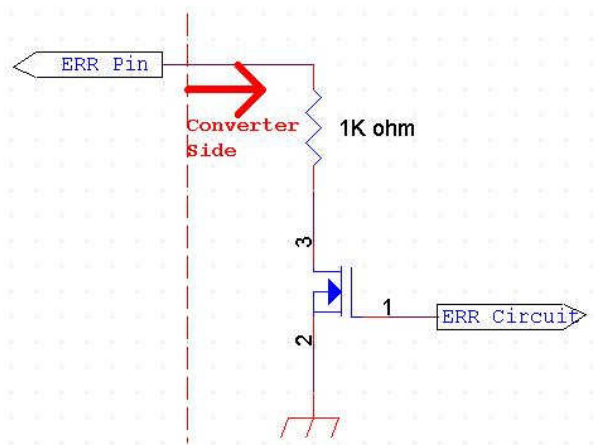 ERR Pin
Converter
Side
1K ohm
3
1
ERR Circuit
2